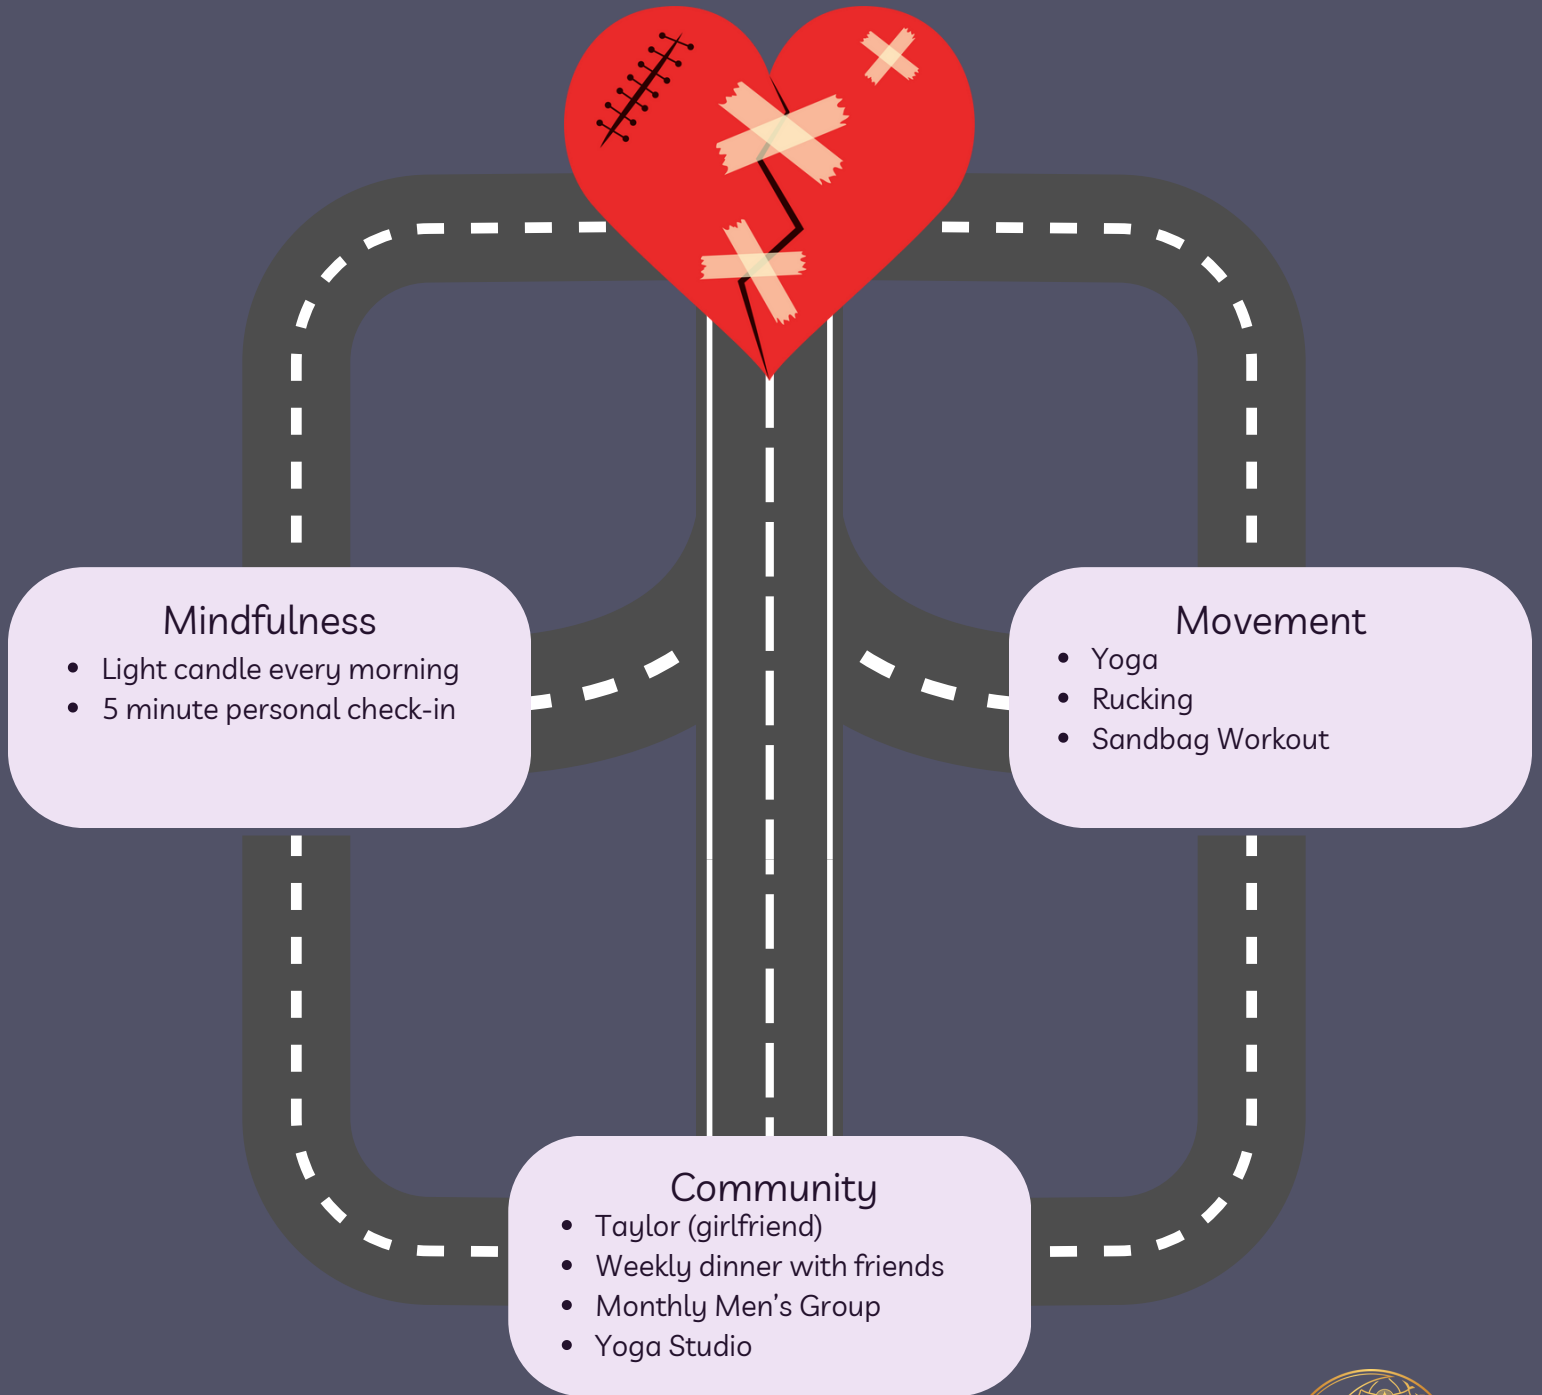 Mindfulness
• Light candle every morning
• 5 minute personal check-in
Movement
• Yoga
• Rucking
• Sandbag Workout
Community
• Taylor (girlfriend)
• Weekly dinner with friends
• Monthly Men’s Group
• Yoga Studio